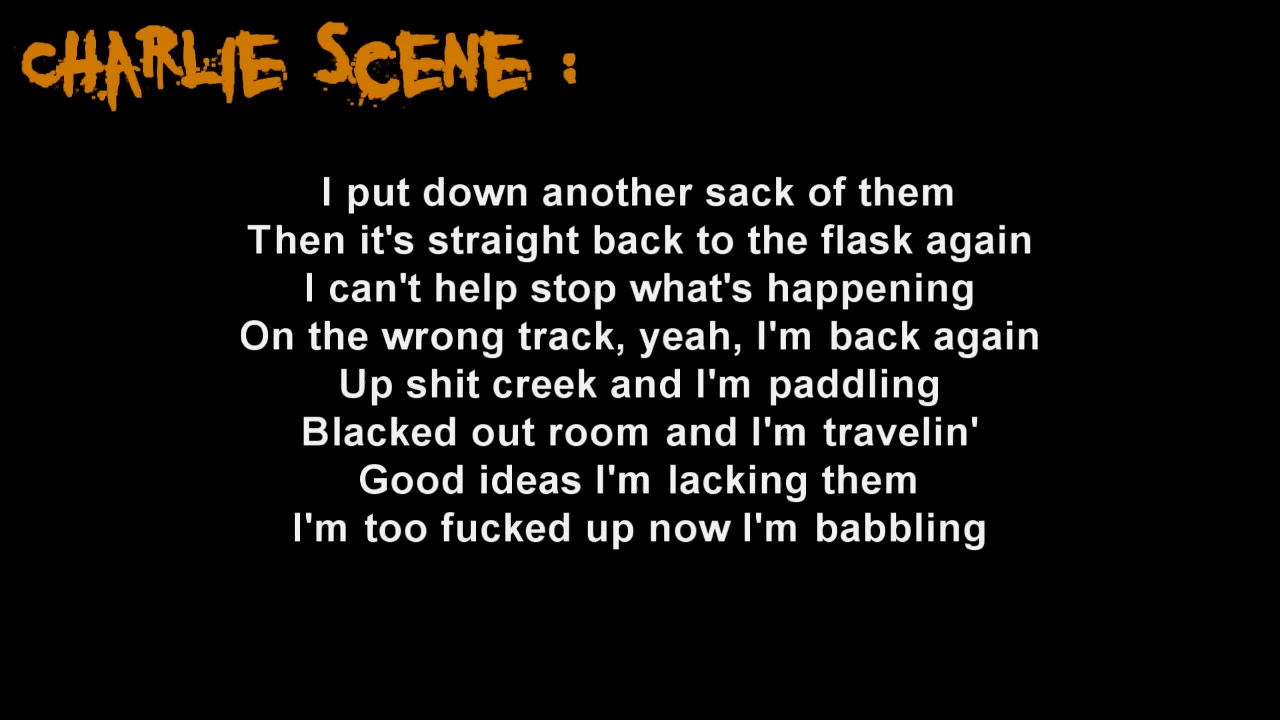 CHARLIE SCENE :
I put down another sack of them
Then it's straight back to the flask again
I can't help stop what's happening
On the wrong track, yeah, I'm back again
Up shit creek and I'm paddling
Blacked out room and I'm travelin'
Good ideas I'm lacking them
I'm too fucked up now I'm babbling